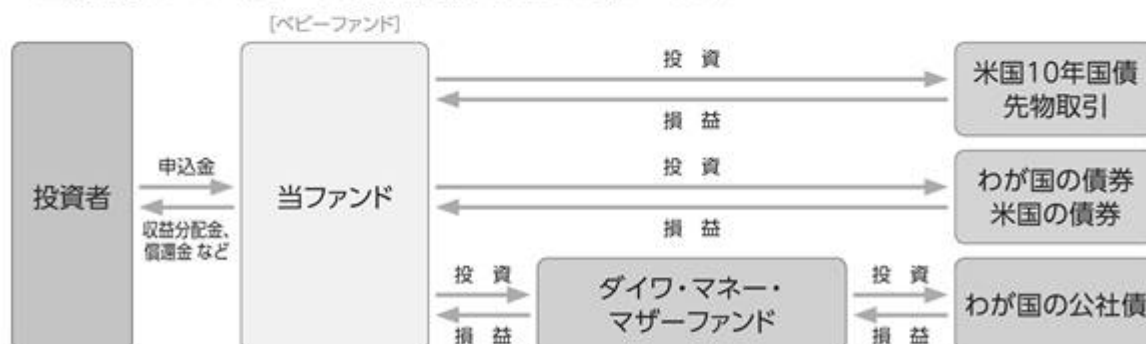 [ベビーファンド]
投資者
申込金
収益分配金、
償還金 など
当ファンド
投 資
損 益
米国10年国債
先物取引
投 資
損 益
わが国の債券
米国の債券
投 資
損 益
ダイワ・マネー・
マザーファンド
投 資
損 益
わが国の公社債